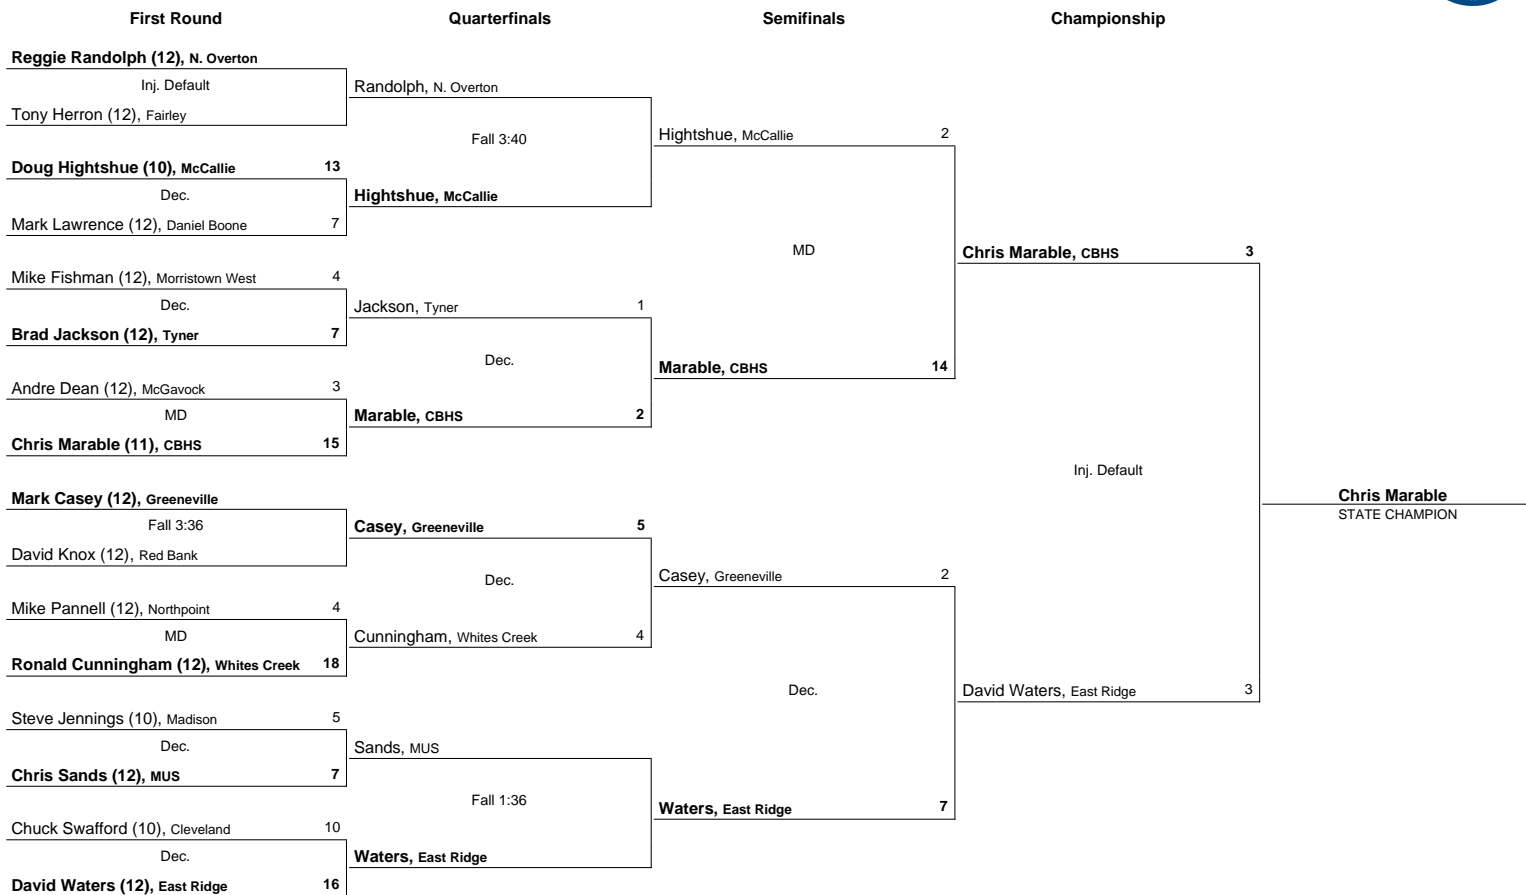 First Round Quarterfinals Semifinals Championship
Reggie Randolph (12), N. Overton
Inj. Default
Tony Herron (12), Fairley
Doug Hightshue (10), McCallie 13
Dec.
Mark Lawrence (12), Daniel Boone 7
Mike Fishman (12), Morristown West 4
Dec.
Brad Jackson (12), Tyner 7
Andre Dean (12), McGavock 3
MD
Chris Marable (11), CBHS 15
Mark Casey (12), Greeneville
Fall 3:36
David Knox (12), Red Bank
Mike Pannell (12), Northpoint 4
MD
Ronald Cunningham (12), Whites Creek 18
Steve Jennings (10), Madison 5
Dec.
Chris Sands (12), MUS 7
Chuck Swafford (10), Cleveland 10
Dec.
David Waters (12), East Ridge 16
Randolph, N. Overton
Fall 3:40
Hightshue, McCallie
Jackson, Tyner 1
Dec.
Marable, CBHS 2
Casey, Greeneville 5
Dec.
Cunningham, Whites Creek 4
Sands, MUS
Fall 1:36
Waters, East Ridge
Hightshue, McCallie 2
MD
Marable, CBHS 14
Casey, Greeneville 2
Dec.
Waters, East Ridge 7
Chris Marable, CBHS 3
Inj. Default
David Waters, East Ridge 3
Chris Marable
STATE CHAMPION